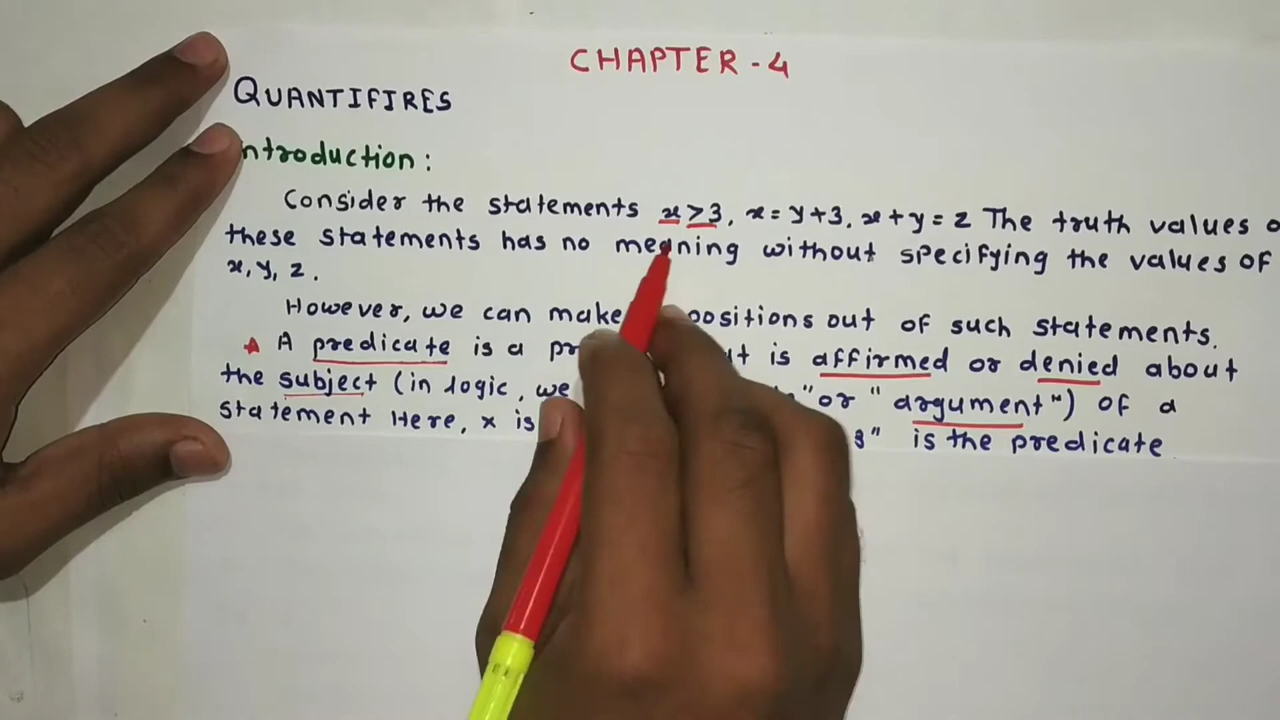 CHAPTER - 4
QUANTIFIRES
ntroduction :
Consider the statements x > 3, x = y + 3, x + y = z The truth values o
these statements has no meaning without specifying the values of
x, y, z.
However, we can make ositions out of such statements.
A predicate is a is affirmed or denied about
the subject (in logic, we "or "argument") of a
statement Here, x is 3" is the predicate